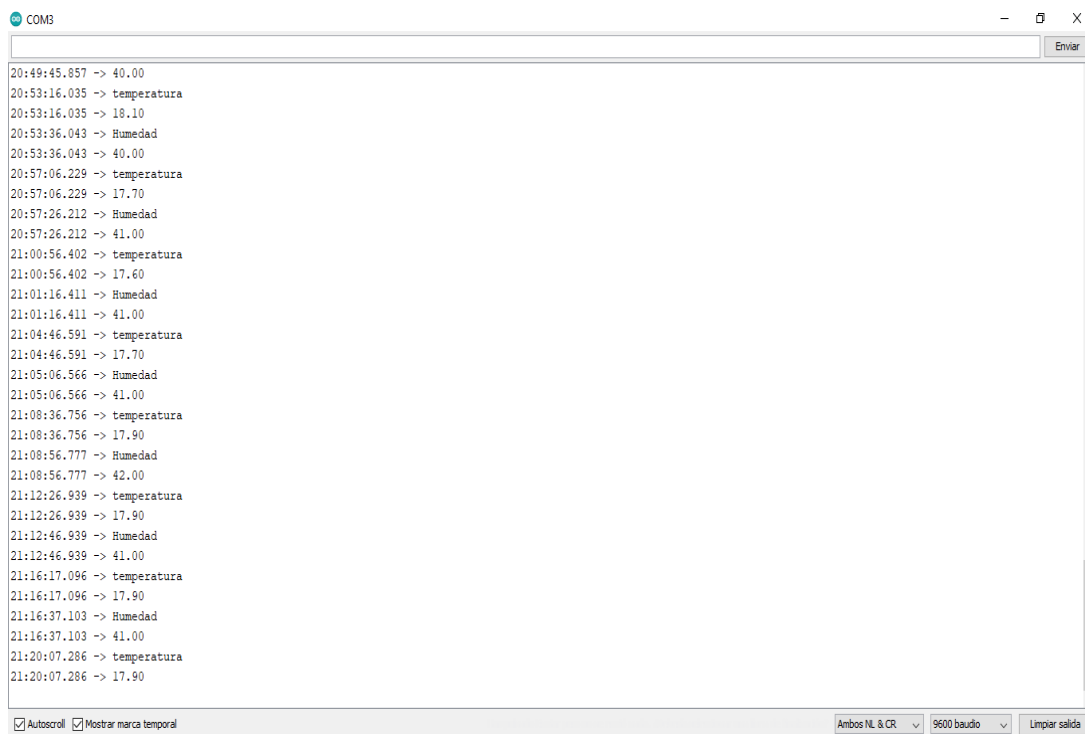 COM3
Enviar
20:49:45.857 -> 40.00
20:53:16.035 -> temperatura
20:53:16.035 -> 18.10
20:53:36.043 -> Humedad
20:53:36.043 -> 40.00
20:57:06.229 -> temperatura
20:57:06.229 -> 17.70
20:57:26.212 -> Humedad
20:57:26.212 -> 41.00
21:00:56.402 -> temperatura
21:00:56.402 -> 17.60
21:01:16.411 -> Humedad
21:01:16.411 -> 41.00
21:04:46.591 -> temperatura
21:04:46.591 -> 17.70
21:05:06.566 -> Humedad
21:05:06.566 -> 41.00
21:08:36.756 -> temperatura
21:08:36.756 -> 17.90
21:08:56.777 -> Humedad
21:08:56.777 -> 42.00
21:12:26.939 -> temperatura
21:12:26.939 -> 17.90
21:12:46.939 -> Humedad
21:12:46.939 -> 41.00
21:16:17.096 -> temperatura
21:16:17.096 -> 17.90
21:16:37.103 -> Humedad
21:16:37.103 -> 41.00
21:20:07.286 -> temperatura
21:20:07.286 -> 17.90
Autoscroll Mostrar marca temporal Ambos NL & CR 9600 baudio Limpiar salida